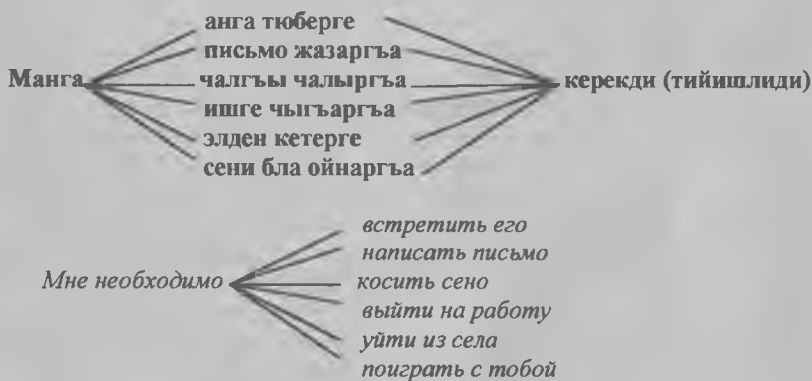 анга тюберге
письмо жазаргъа
Манга чалгъы чалыргъа керекди (тийишлиди)
ишге чыгъаргъа
элден кетерге
сени бла ойнаргъа
встретить его
написать письмо
Мне необходимо косить сено
выйти на работу
уйти из села
поиграть с тобой